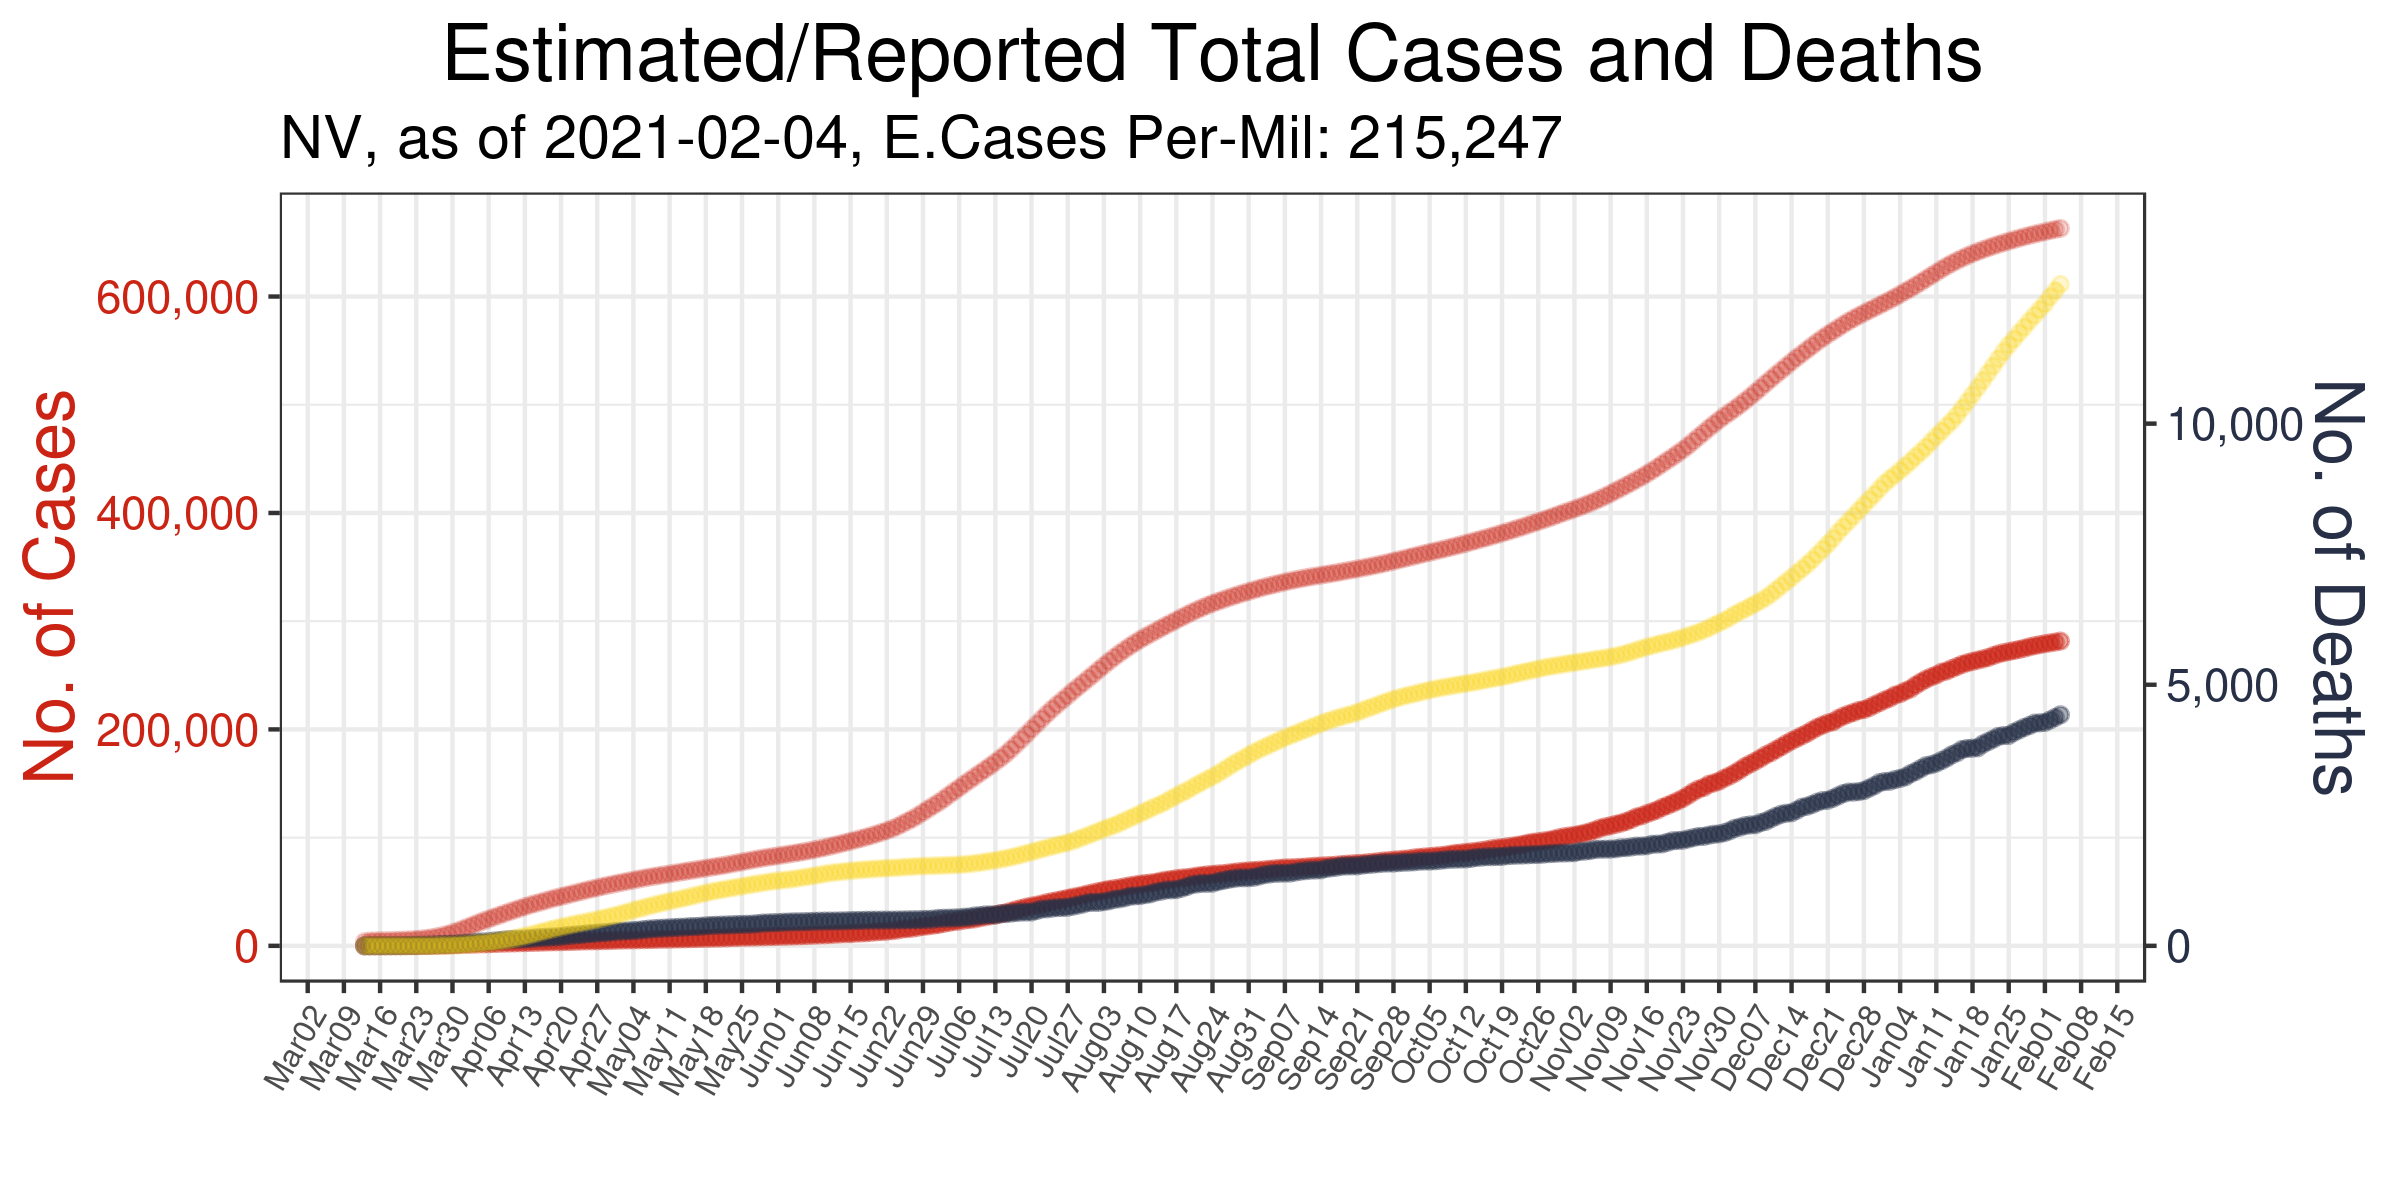 Estimated/Reported Total Cases and Deaths
NV, as of 2021-02-04, E.Cases Per-Mil: 215,247
No. of Cases
600,000
400,000
200,000
0
No. of Deaths
10,000
5,000
0
Mar02
Mar09
Mar16
Mar23
Mar30
Apr06
Apr13
Apr20
Apr27
May04
May11
May18
May25
Jun01
Jun08
Jun15
Jun22
Jun29
Jul06
Jul13
Jul20
Jul27
Aug03
Aug10
Aug17
Aug24
Aug31
Sep07
Sep14
Sep21
Sep28
Oct05
Oct12
Oct19
Oct26
Nov02
Nov09
Nov16
Nov23
Nov30
Dec07
Dec14
Dec21
Dec28
Jan04
Jan11
Jan18
Jan25
Feb01
Feb08
Feb15